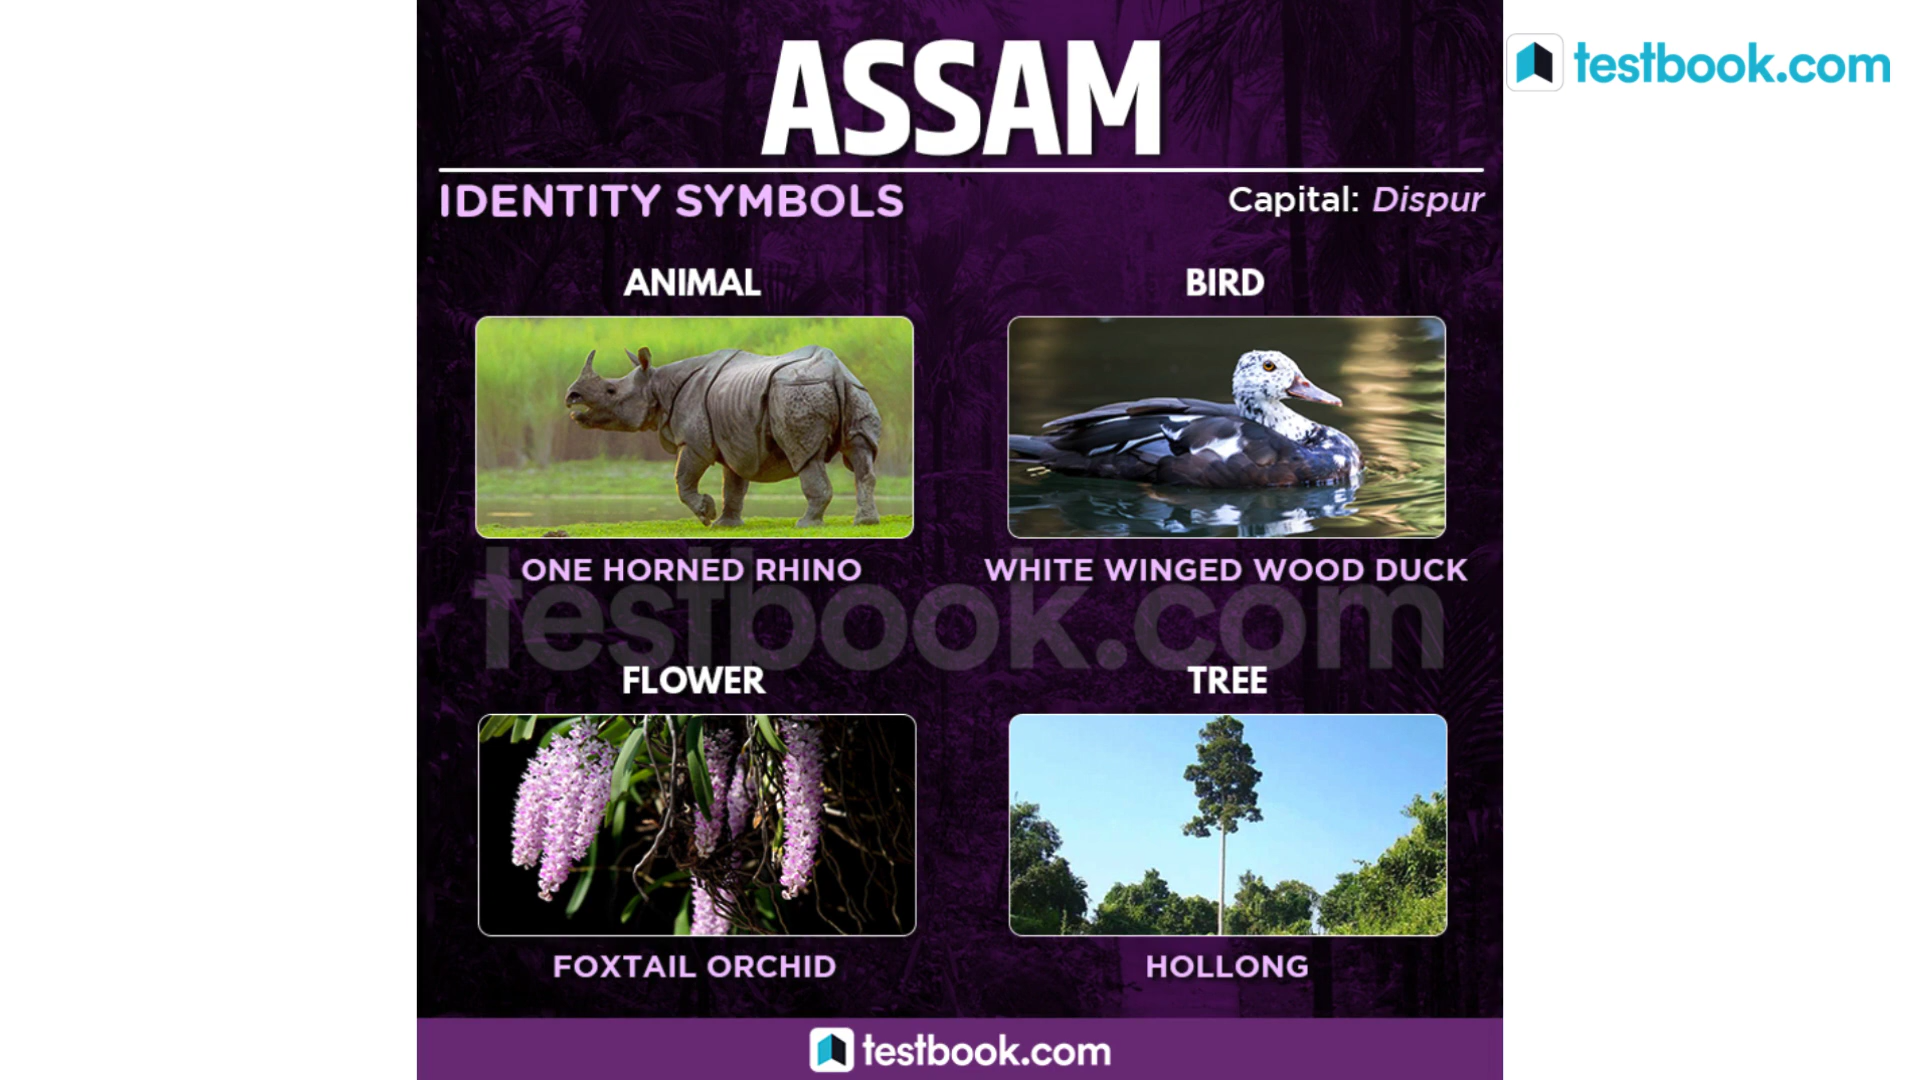 ASSAM
testbook.com
IDENTITY SYMBOLS
Capital: Dispur
ANIMAL
BIRD
ONE HORNED RHINO
WHITE WINGED WOOD DUCK
testbook.com
FLOWER
TREE
FOXTAIL ORCHID
HOLLONG
testbook.com